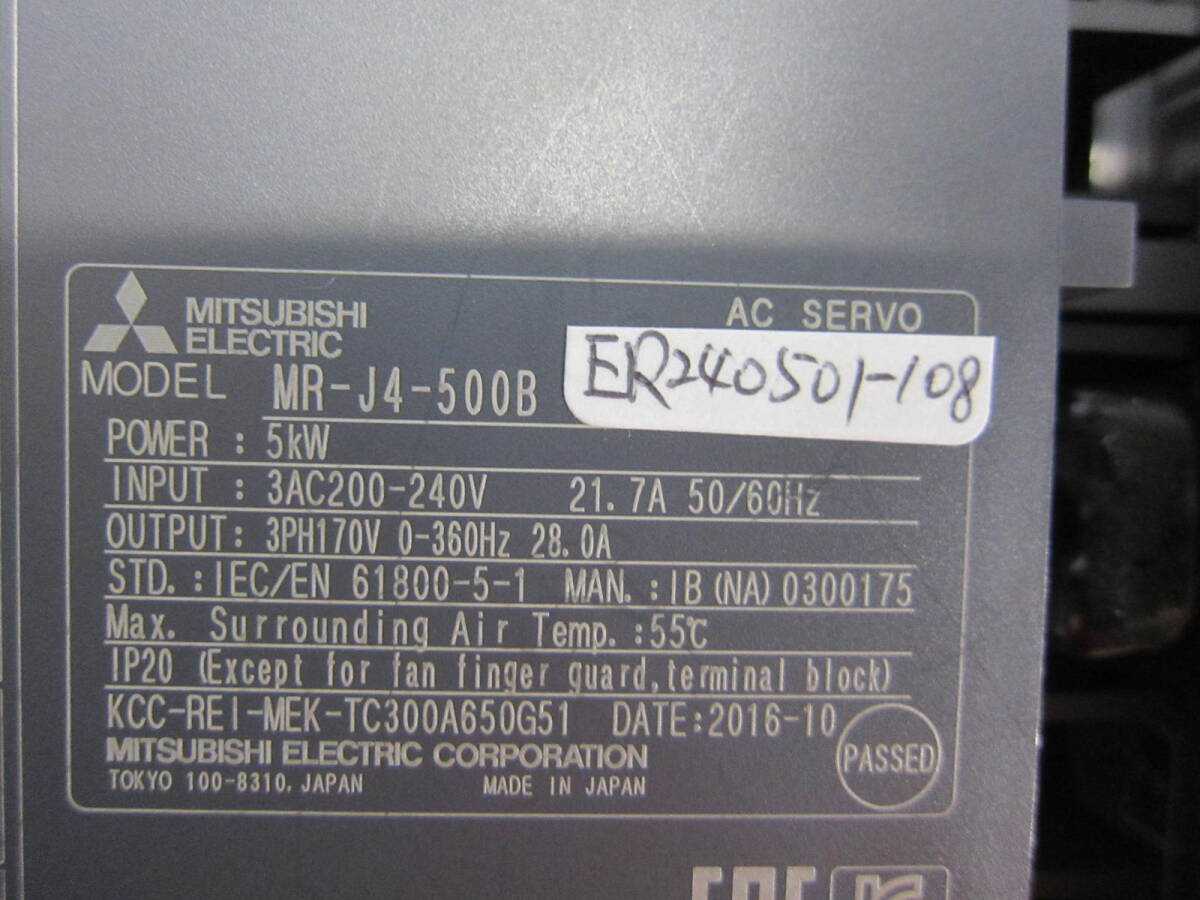 MITSUBISHI
ELECTRIC
AC SERVO
MODEL MR-J4-500B
ER240501-108
POWER : 5kW
INPUT : 3AC200-240V 21.7A 50/60Hz
OUTPUT: 3PH170V 0-360Hz 28.0A
STD. : IEC/EN 61800-5-1 MAN. : IB(NA)0300175
Max. Surrounding Air Temp. :55℃
IP20 (Except for fan finger guard,terminal block)
KCC-REI-MEK-TC300A650G51 DATE:2016-10
MITSUBISHI ELECTRIC CORPORATION
TOKYO 100-8310, JAPAN MADE IN JAPAN
PASSED